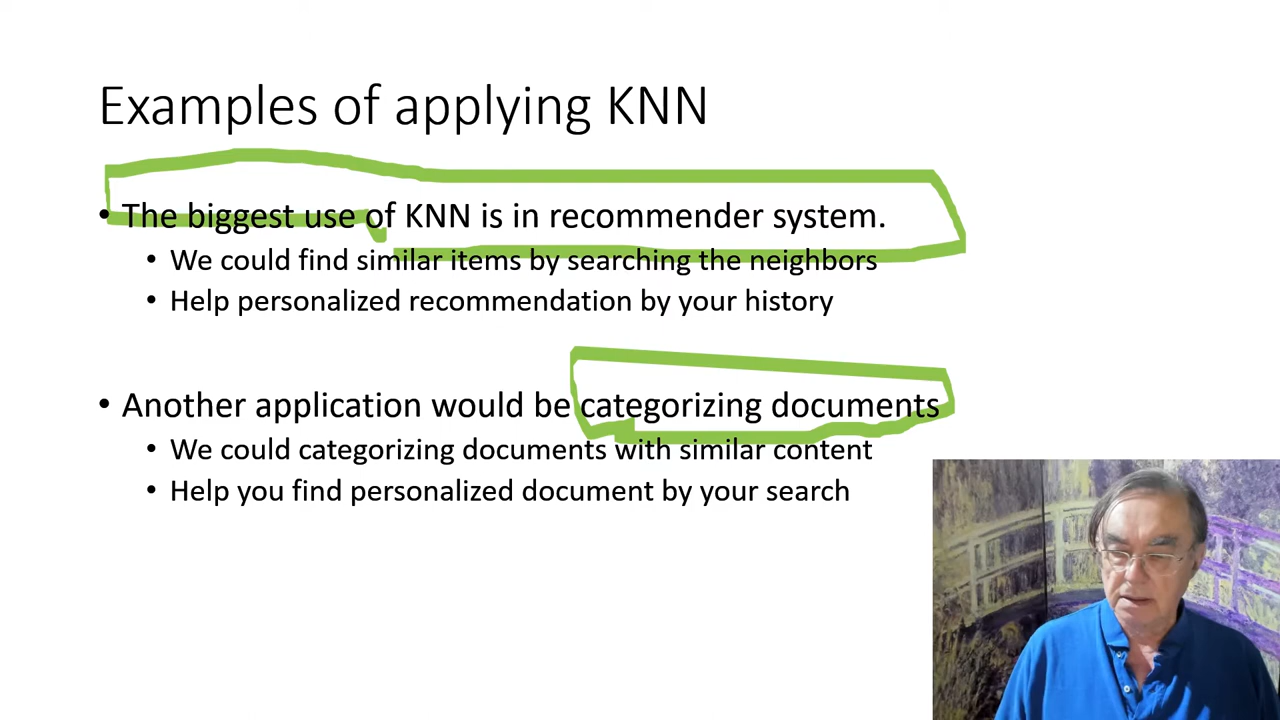 Examples of applying KNN
• The biggest use of KNN is in recommender system.
• We could find similar items by searching the neighbors
• Help personalized recommendation by your history
• Another application would be categorizing documents
• We could categorizing documents with similar content
• Help you find personalized document by your search